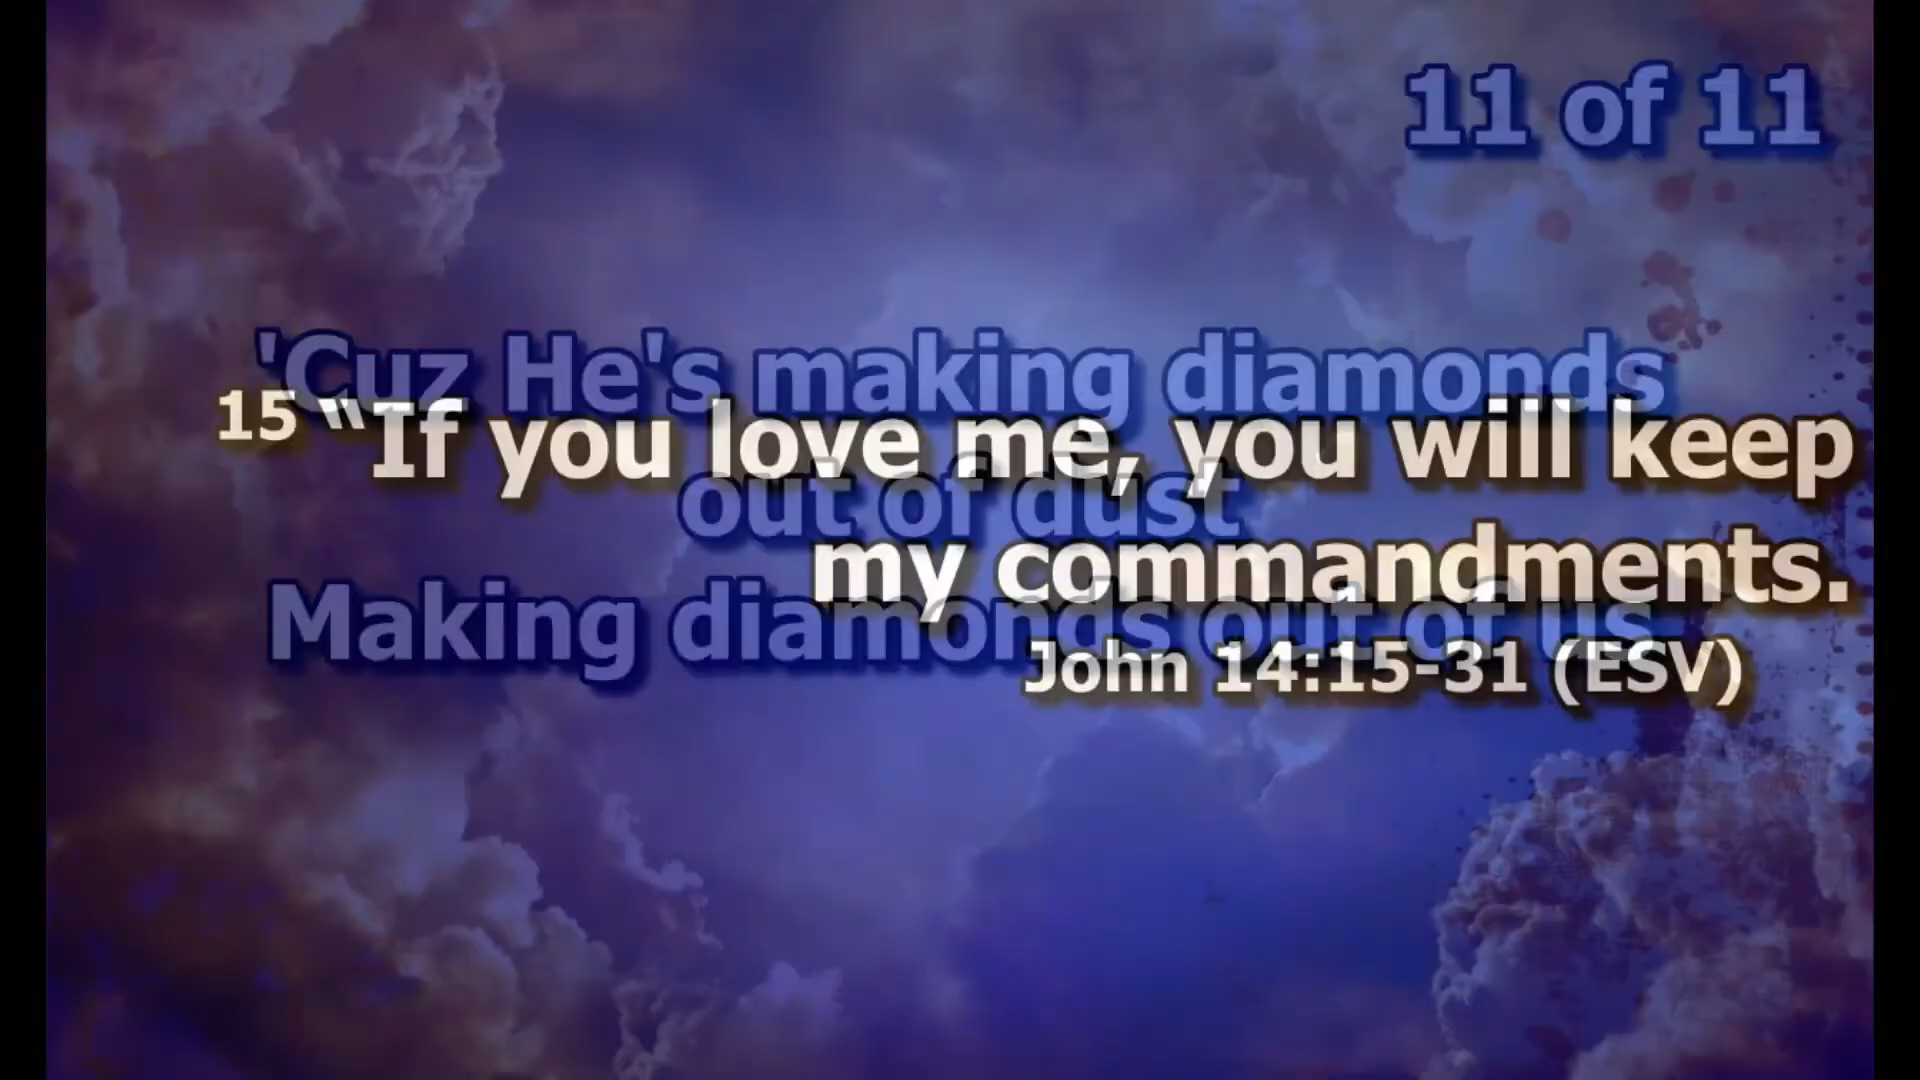 11 of 11
'Cuz He's making diamonds
15 “If you love me, you will keep
out of dust
my commandments.
Making diamonds out of us
John 14:15-31 (ESV)